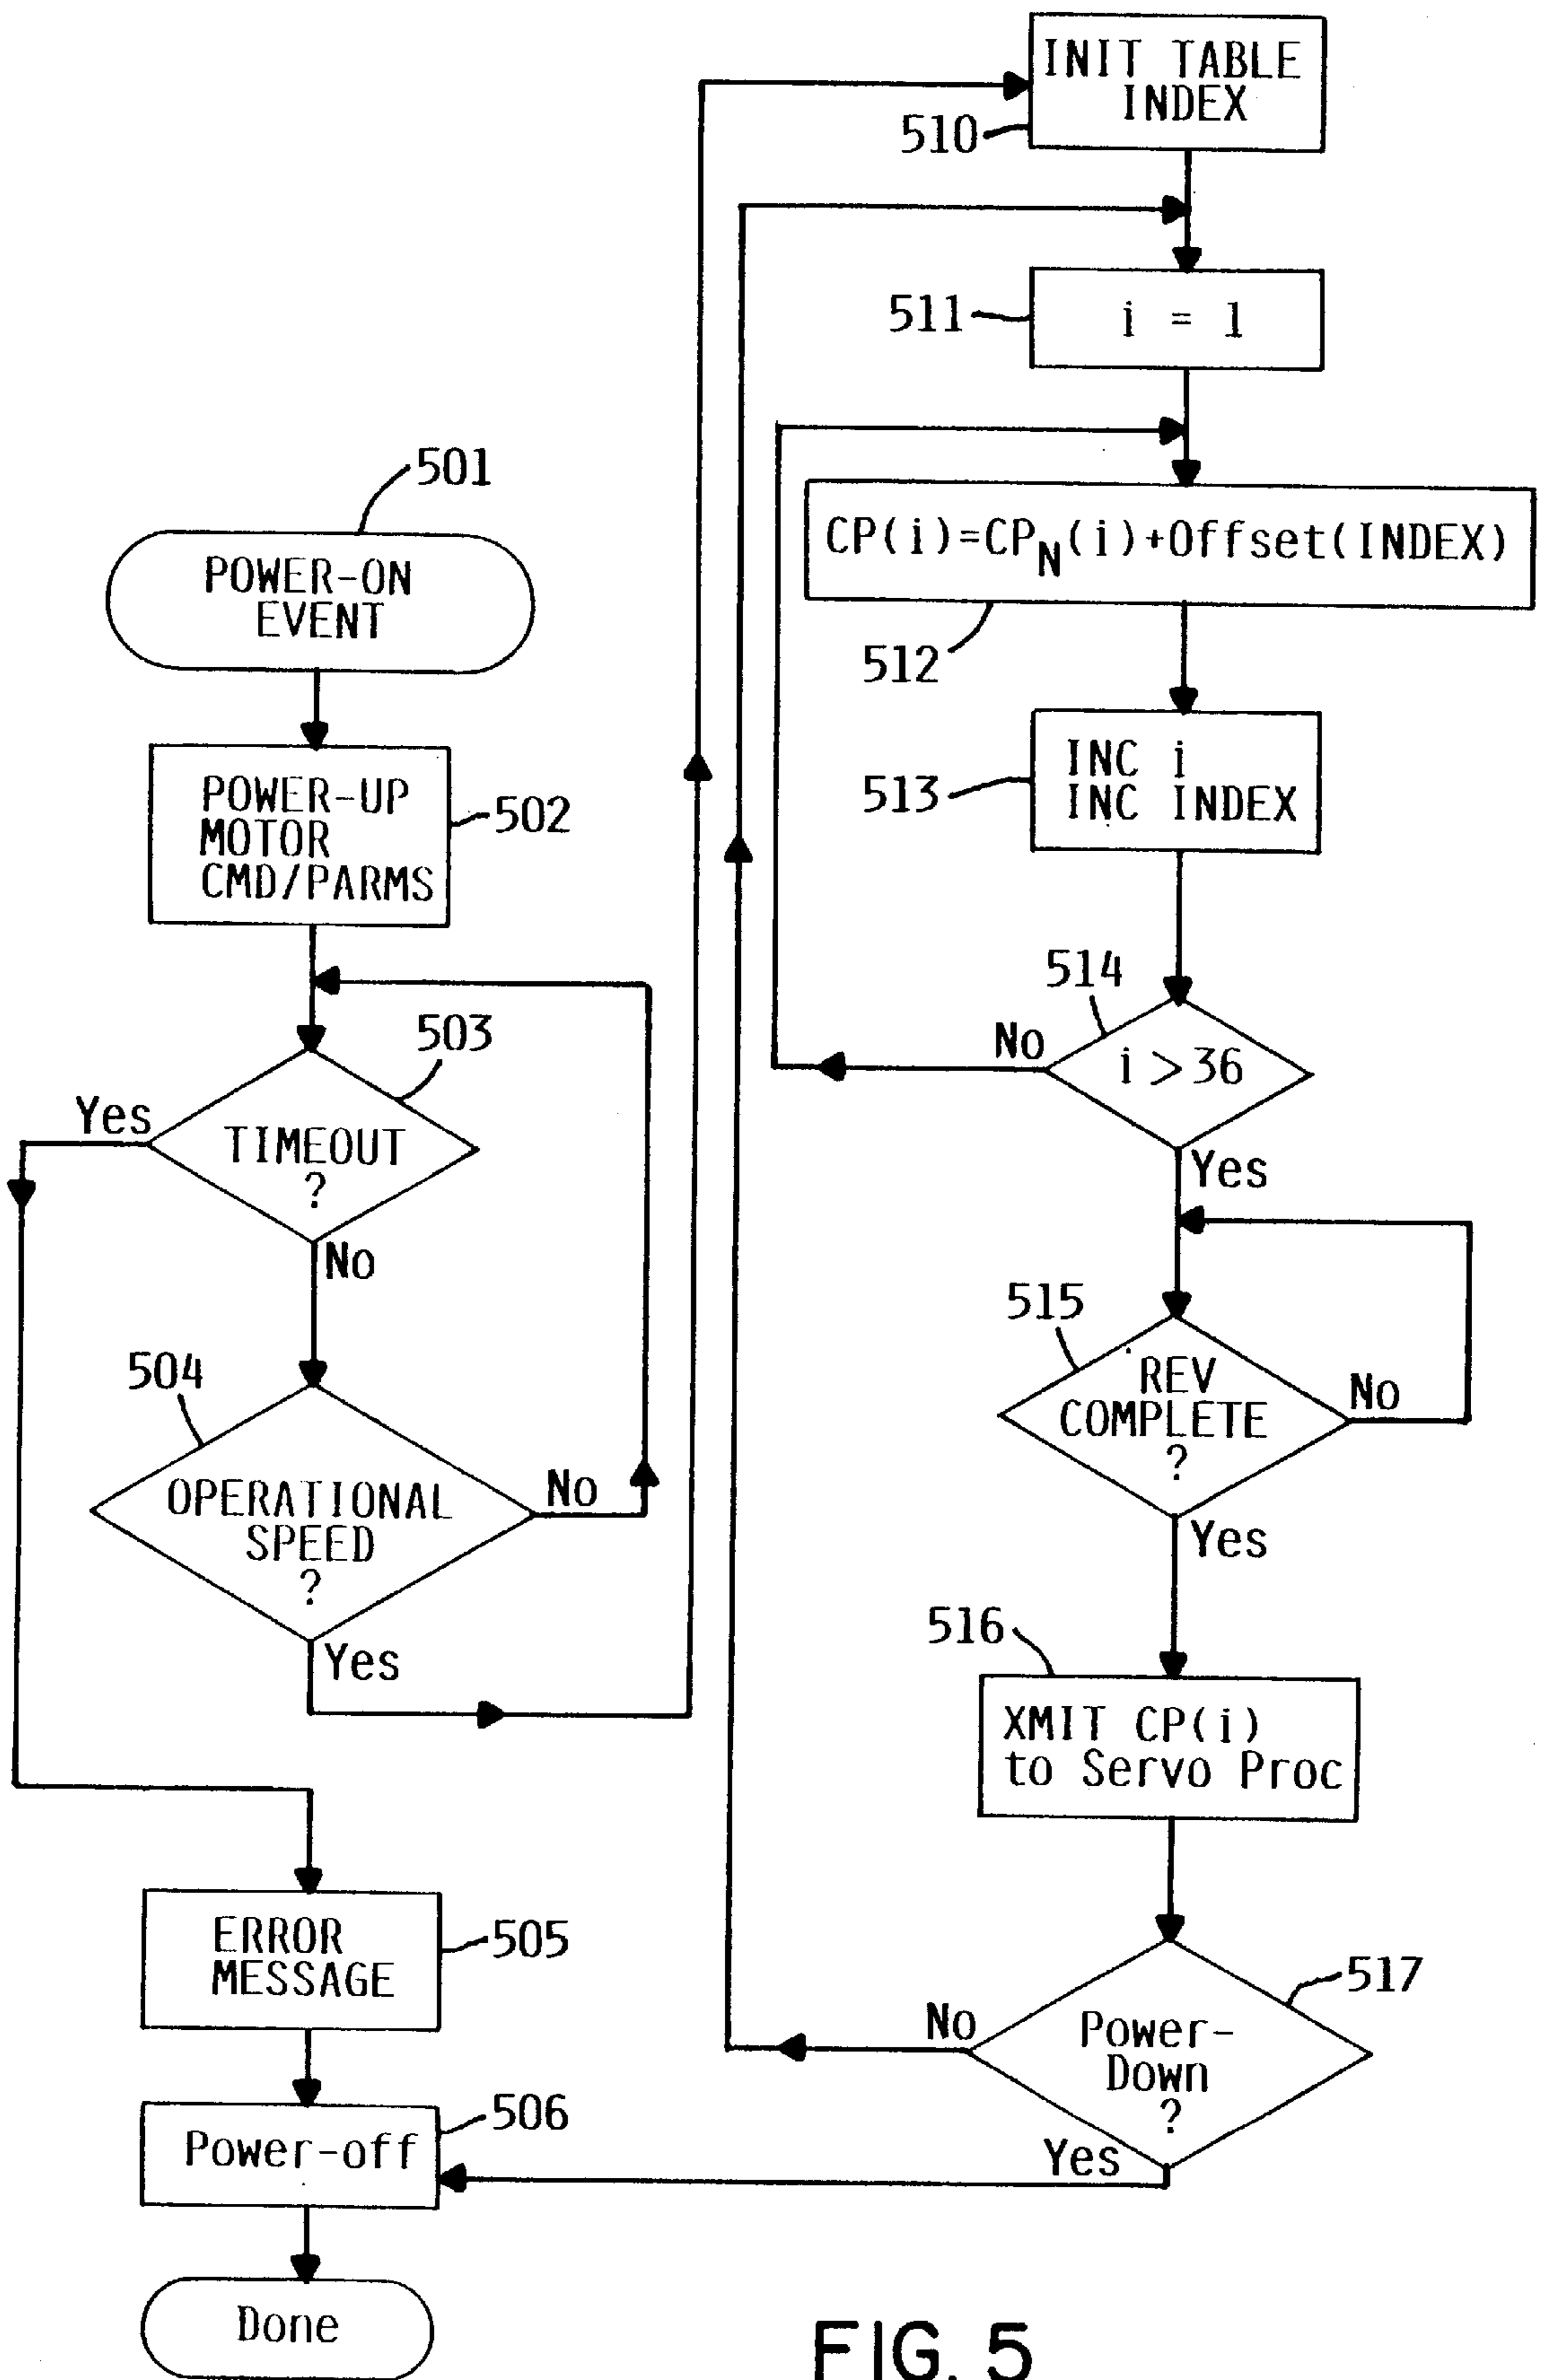 501
POWER-ON
EVENT
POWER-UP
MOTOR
CMD/PARMS
502
503
Yes
TIMEOUT
?
No
504
OPERATIONAL
SPEED
?
No
Yes
ERROR
MESSAGE
505
Power-off
506
Done
INIT TABLE
INDEX
510
511
i = 1
CP(i)=CPN(i)+Offset(INDEX)
512
513
INC i
INC INDEX
514
No
i > 36
Yes
515
REV
COMPLETE
?
No
Yes
516
XMIT CP(i)
to Servo Proc
517
No
Power-
Down
?
Yes
FIG. 5